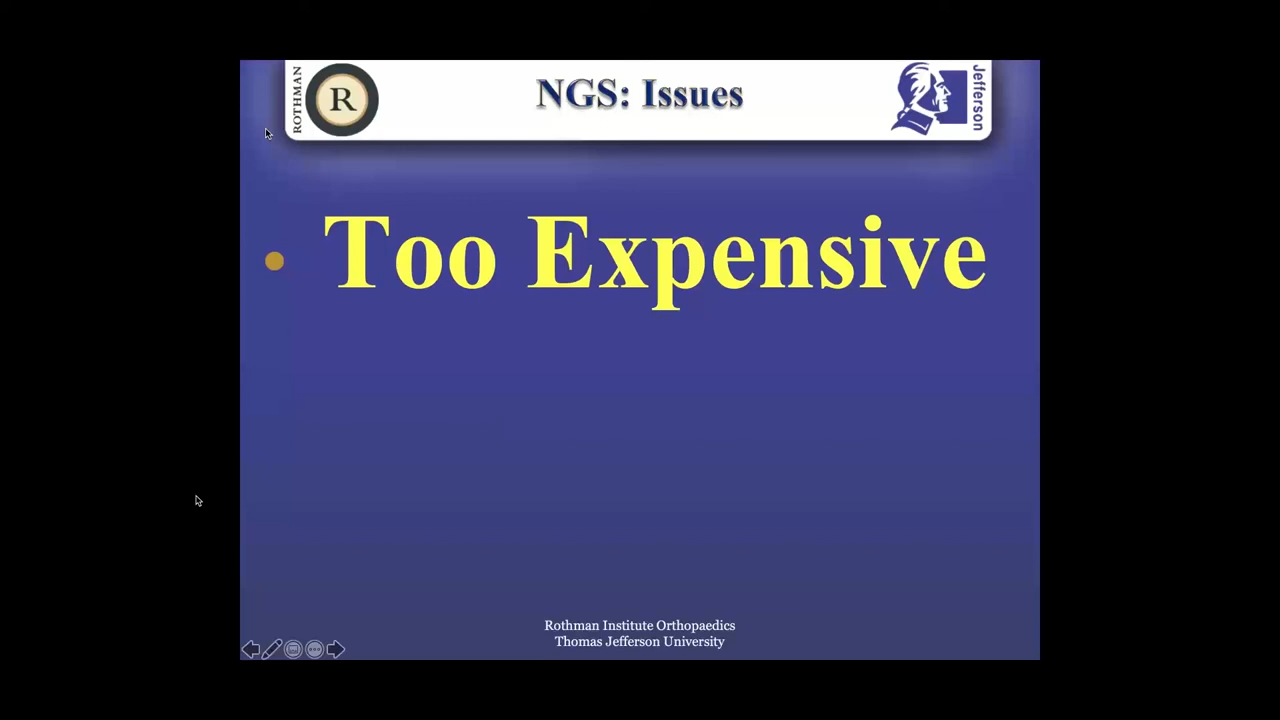 ROTHMAN
R
NGS: Issues
Jefferson
Too Expensive
Rothman Institute Orthopaedics
Thomas Jefferson University